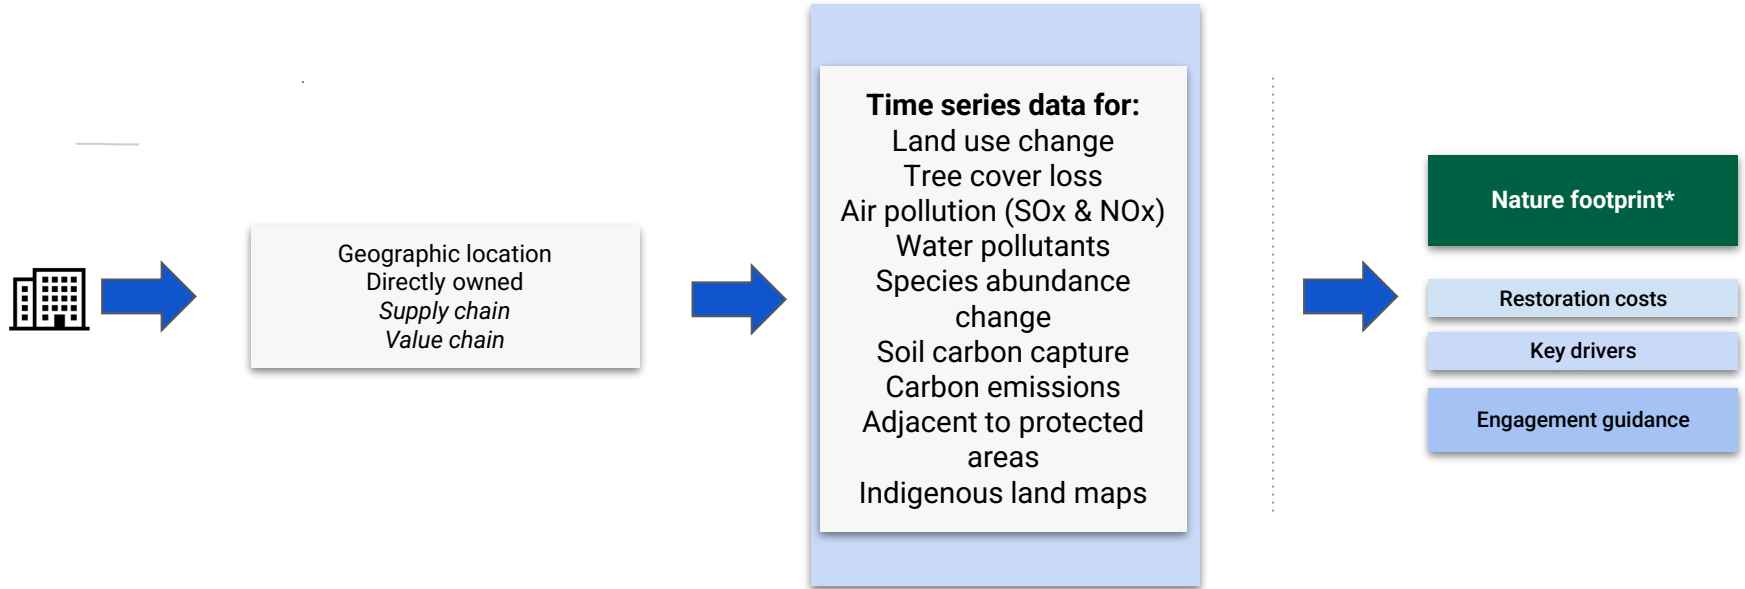 Geographic location
Directly owned
Supply chain
Value chain
Time series data for:
Land use change
Tree cover loss
Air pollution (SOx & NOx)
Water pollutants
Species abundance
change
Soil carbon capture
Carbon emissions
Adjacent to protected
areas
Indigenous land maps
Nature footprint*
Restoration costs
Key drivers
Engagement guidance